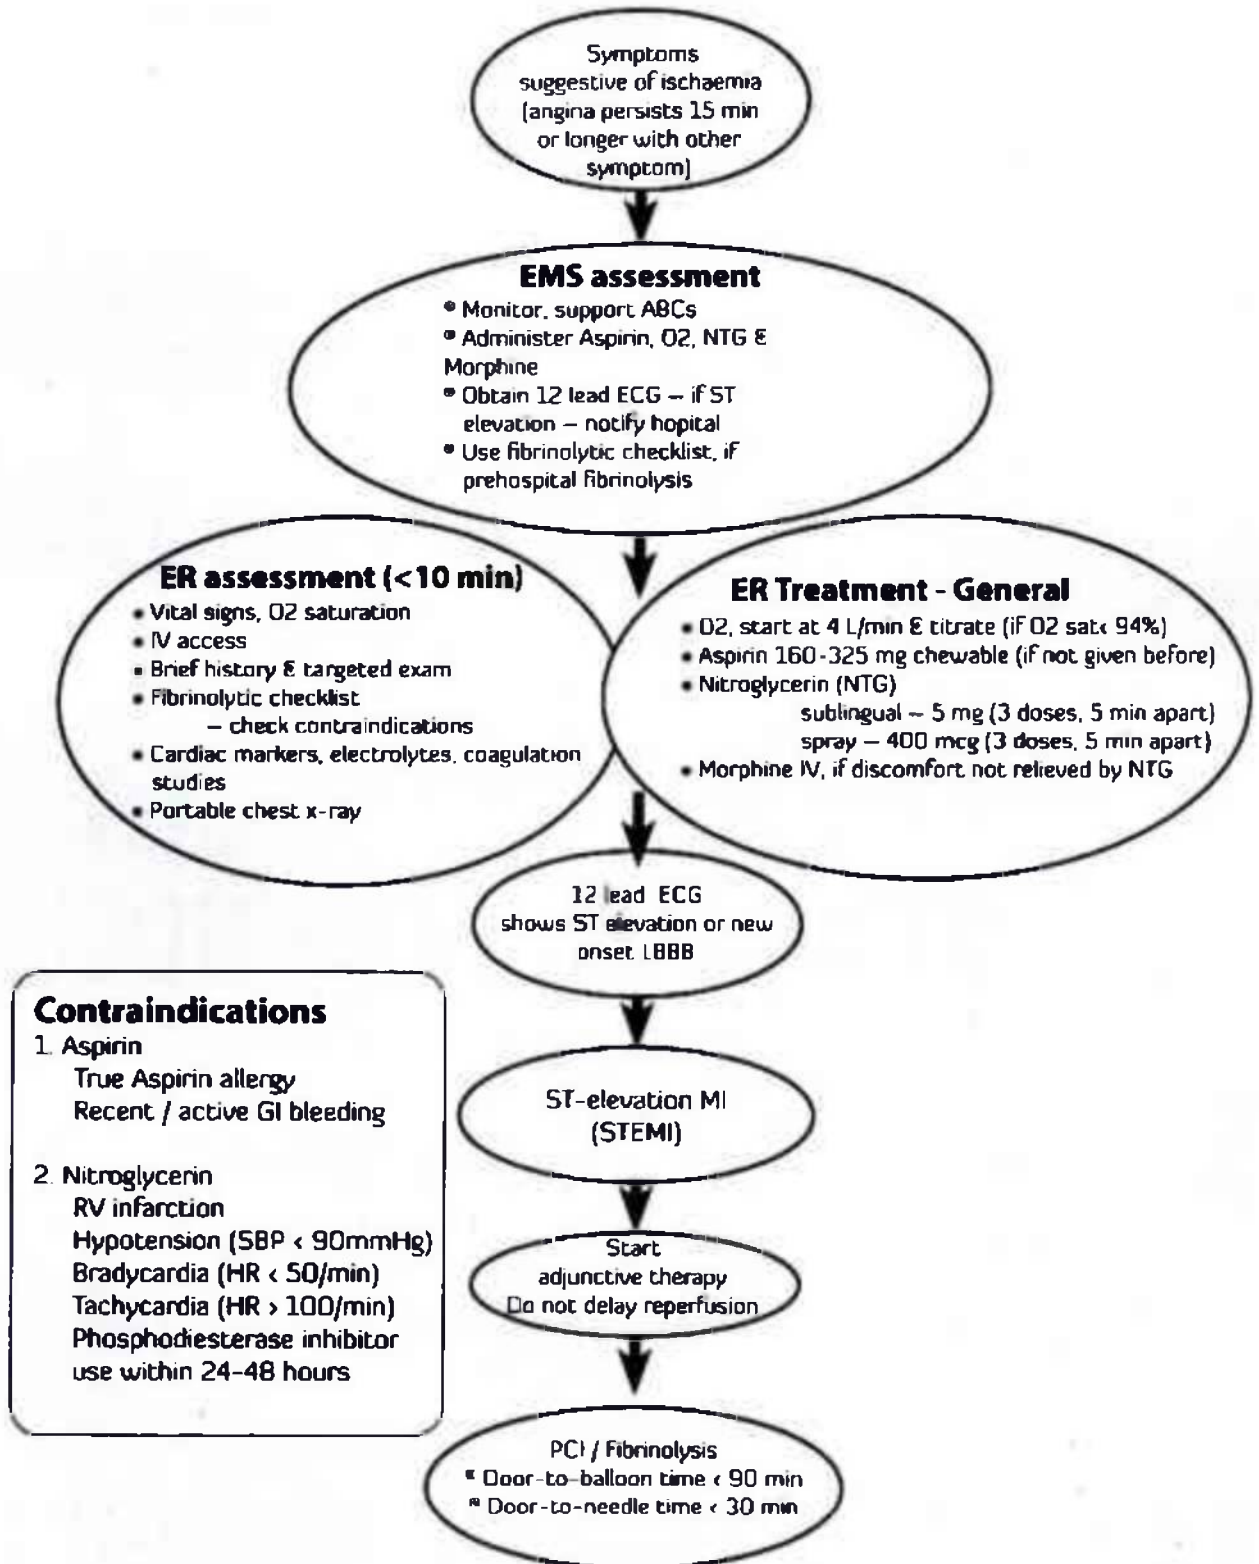 Symptoms
suggestive of ischaemia
(angina persists 15 min
or longer with other
symptom)
EMS assessment
• Monitor, support ABCs
• Administer Aspirin, O2, NTG &
Morphine
• Obtain 12 lead ECG – if ST
elevation – notify hopital
• Use fibrinolytic checklist, if
prehospital fibrinolysis
ER assessment (<10 min)
• Vital signs, O2 saturation
• IV access
• Brief history & targeted exam
• Fibrinolytic checklist
– check contraindications
• Cardiac markers, electrolytes, coagulation
studies
• Portable chest x-ray
ER Treatment - General
• O2, start at 4 L/min & titrate (if O2 sat< 94%)
• Aspirin 160-325 mg chewable (if not given before)
• Nitroglycerin (NTG)
sublingual – 5 mg (3 doses, 5 min apart)
spray – 400 mcg (3 doses, 5 min apart)
• Morphine IV, if discomfort not relieved by NTG
12 lead ECG
shows ST elevation or new
onset LBBB
Contraindications
1. Aspirin
True Aspirin allergy
Recent / active GI bleeding
2. Nitroglycerin
RV infarction
Hypotension (SBP < 90mmHg)
Bradycardia (HR < 50/min)
Tachycardia (HR > 100/min)
Phosphodiesterase inhibitor
use within 24-48 hours
ST-elevation MI
(STEMI)
Start
adjunctive therapy
Do not delay reperfusion
PCI / Fibrinolysis
• Door-to-balloon time < 90 min
• Door-to-needle time < 30 min